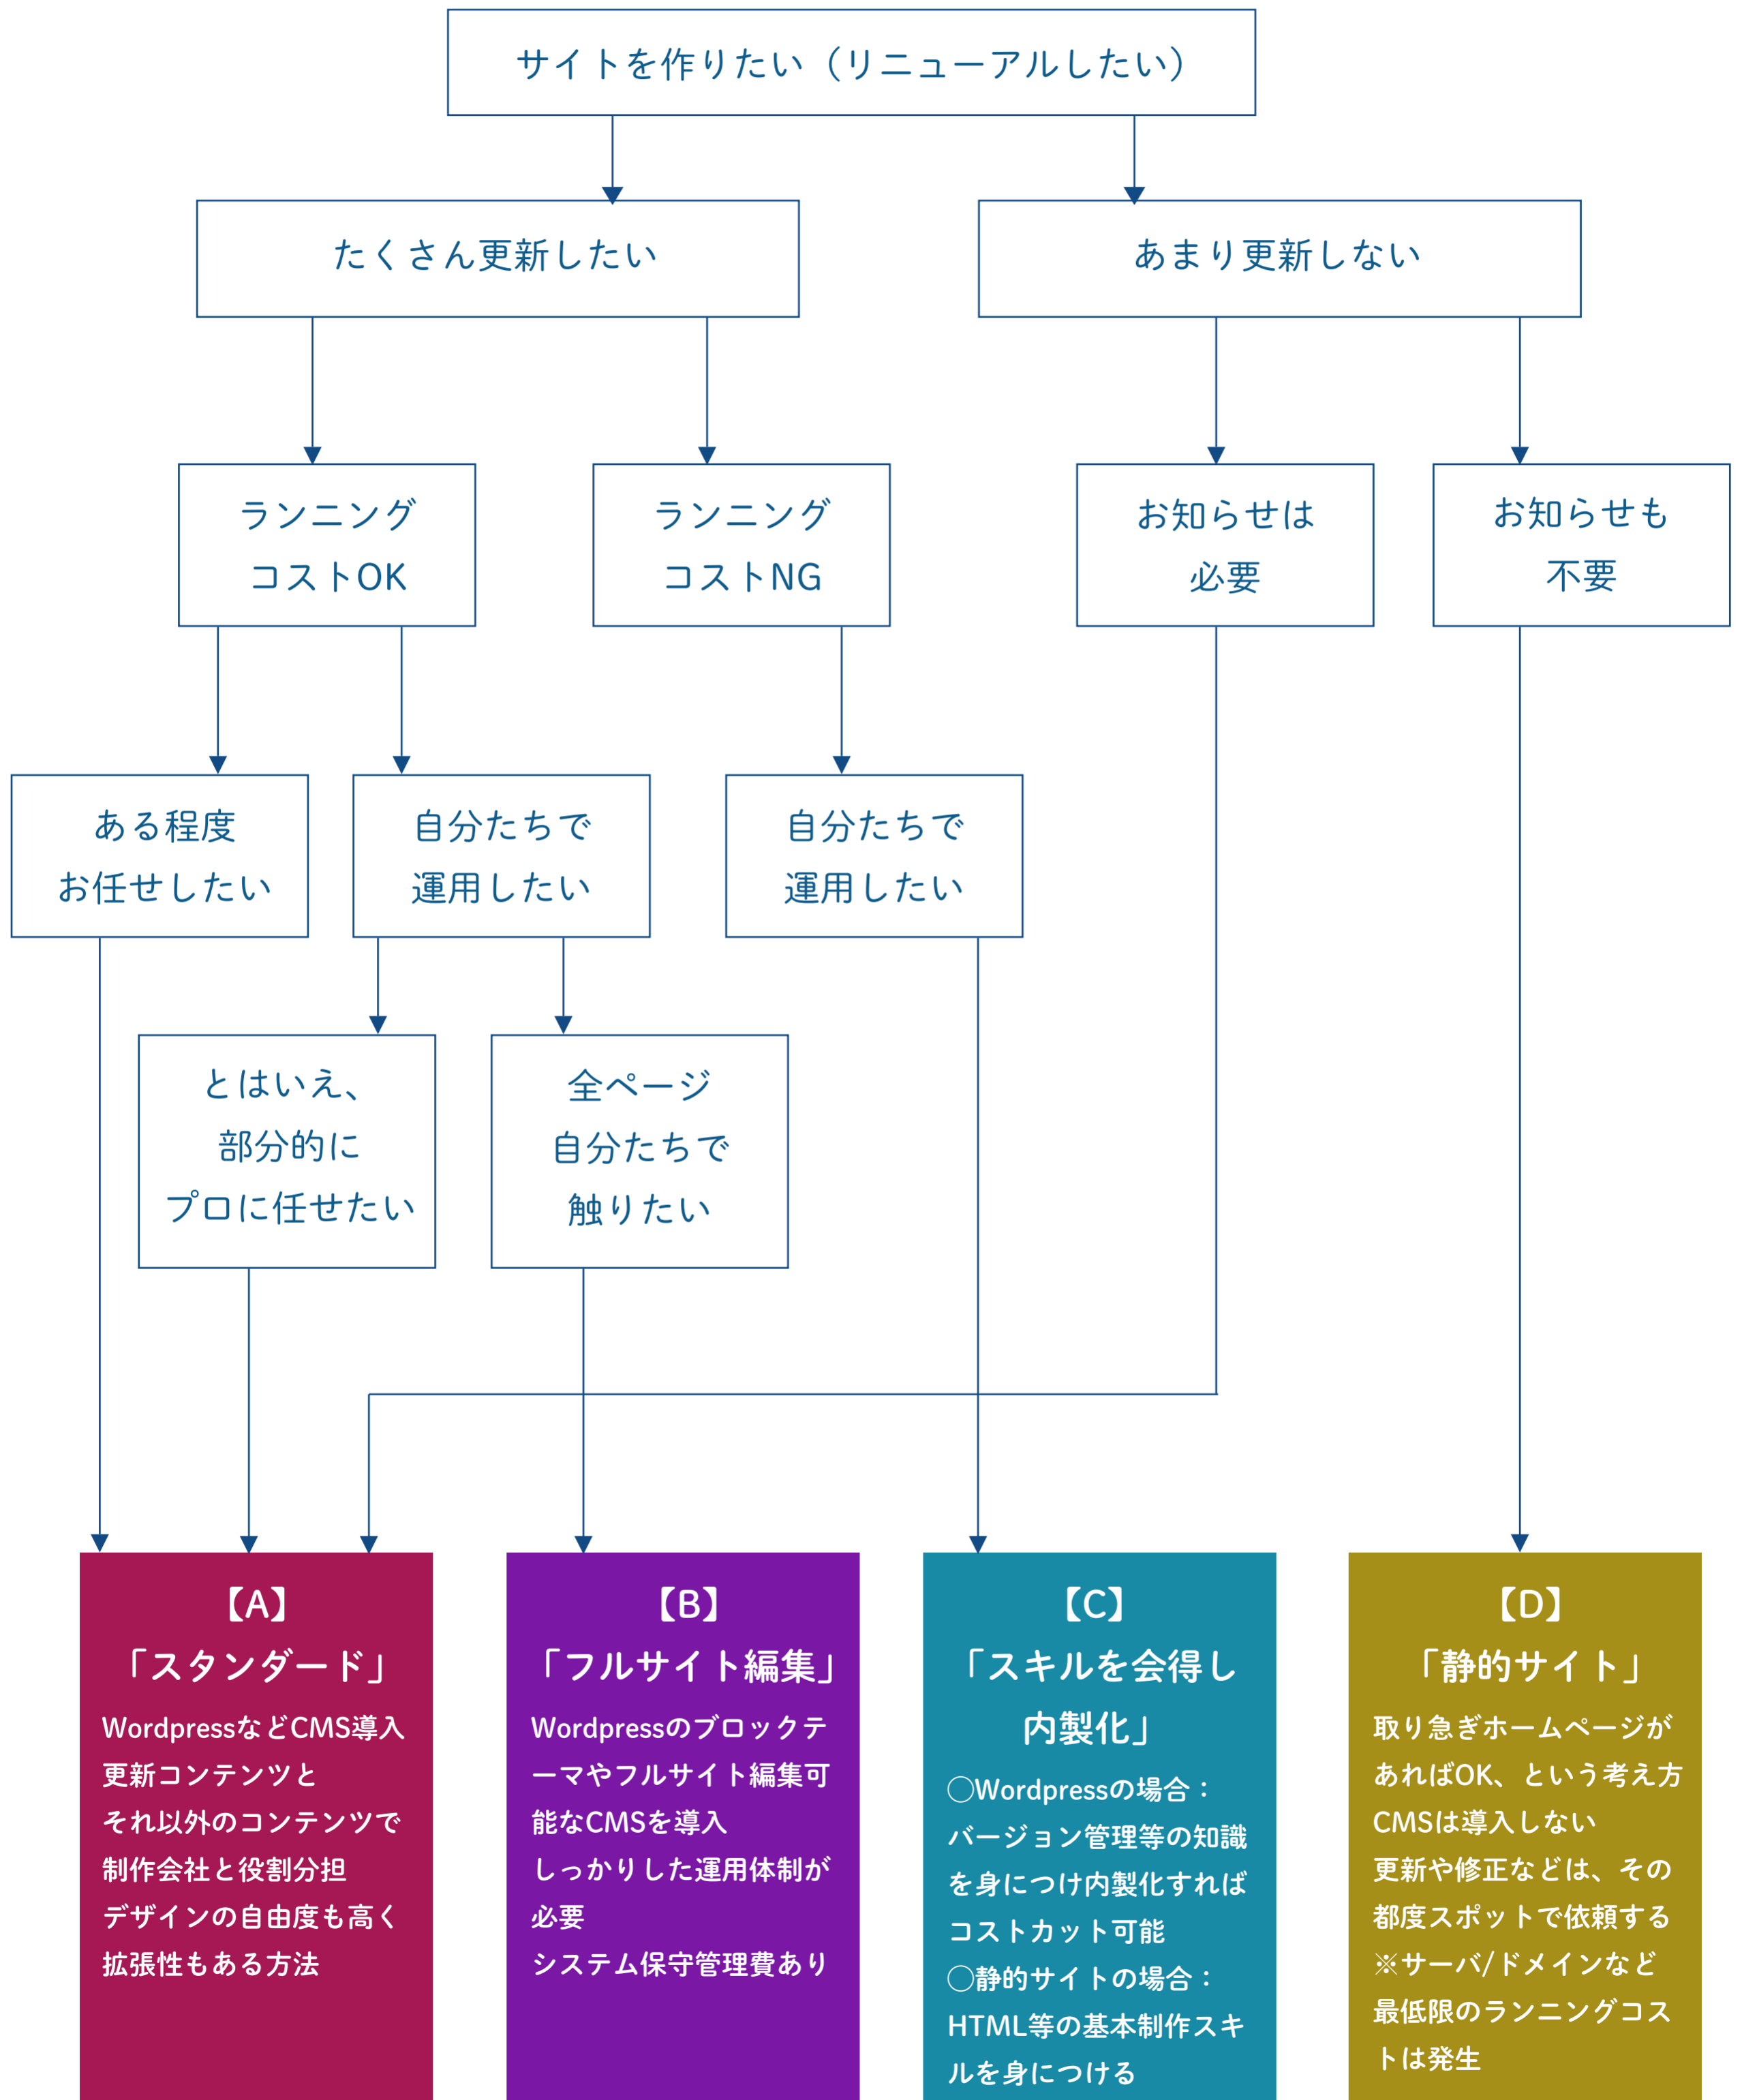 サイトを作りたい（リニューアルしたい）
たくさん更新したい
あまり更新しない
ランニング
コストOK
ランニング
コストNG
お知らせは
必要
お知らせも
不要
ある程度
お任せしたい
自分たちで
運用したい
自分たちで
運用したい
とはいえ、
部分的に
プロに任せたい
全ページ
自分たちで
触りたい
【A】
「スタンダード」
WordpressなどCMS導入
更新コンテンツと
それ以外のコンテンツで
制作会社と役割分担
デザインの自由度も高く
拡張性もある方法
【B】
「フルサイト編集」
Wordpressのブロックテ
ーマやフルサイト編集可
能なCMSを導入
しっかりした運用体制が
必要
システム保守管理費あり
【C】
「スキルを会得し
内製化」
◯Wordpressの場合：
バージョン管理等の知識
を身につけ内製化すれば
コストカット可能
◯静的サイトの場合：
HTML等の基本制作スキ
ルを身につける
【D】
「静的サイト」
取り急ぎホームページが
あればOK、という考え方
CMSは導入しない
更新や修正などは、その
都度スポットで依頼する
※サーバ/ドメインなど
最低限のランニングコス
トは発生